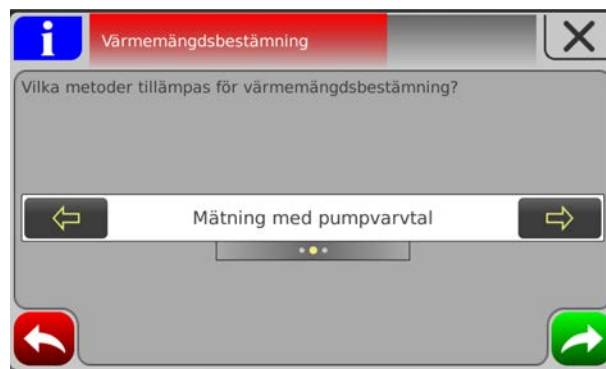 i
Värmemängdsbestämning
Vilka metoder tillämpas för värmemängdsbestämning?
Mätning med pumpvarvtal